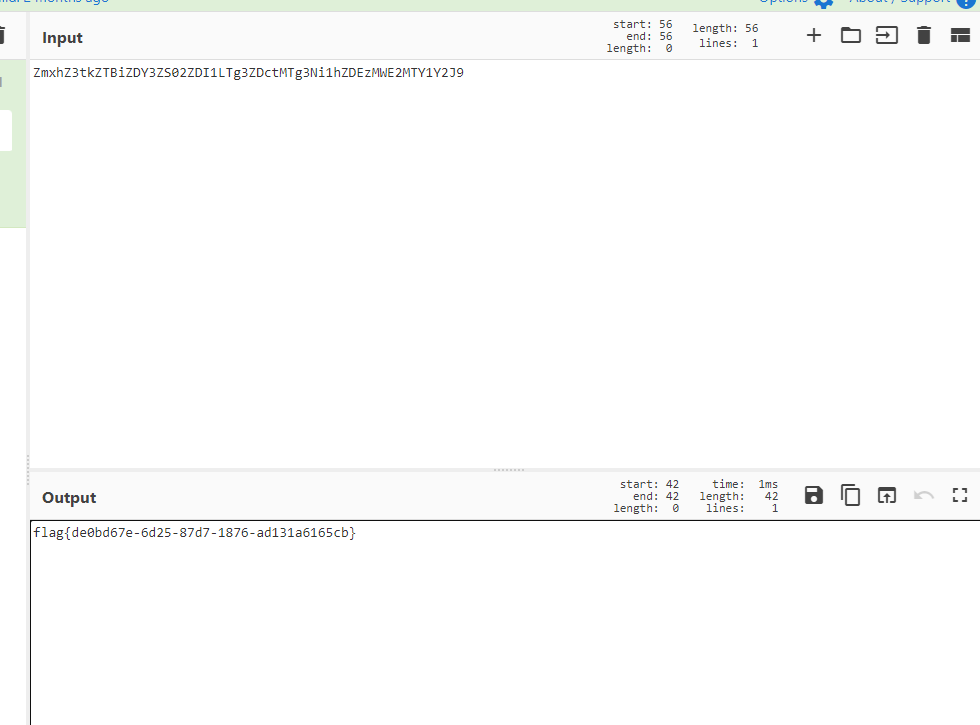 2 months ago
Options
About / Support
Input
start: 56
end: 56
length: 0
length: 56
lines: 1
ZmxhZ3tkZTBiZDY3ZS02ZDI1LTg3ZDctMTg3Ni1hZDEzMWE2MTY1Y2J9
Output
start: 42
end: 42
length: 0
time: 1ms
length: 42
lines: 1
flag{de0bd67e-6d25-87d7-1876-ad131a6165cb}